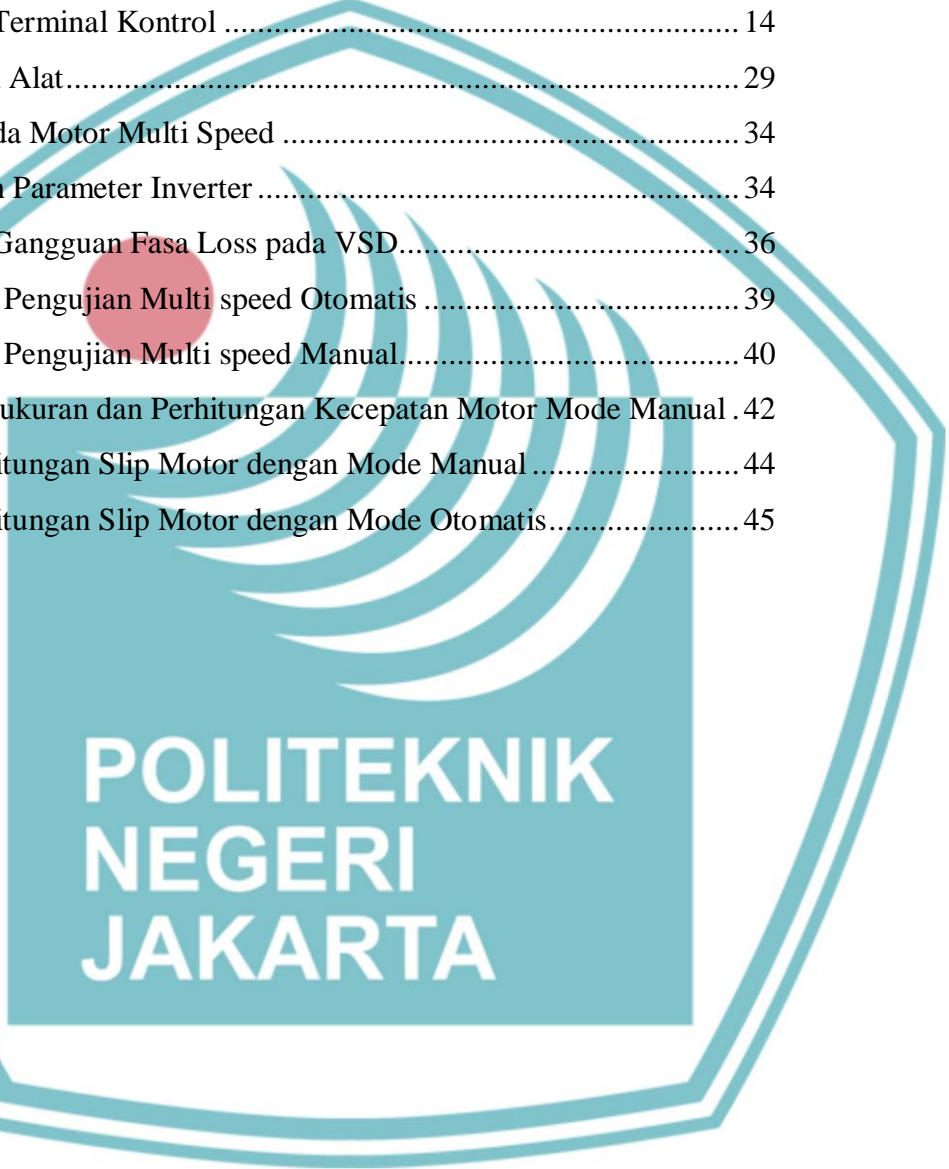 Terminal Kontrol ................................................................ 14
Alat.................................................................................... 29
da Motor Multi Speed ......................................................... 34
Parameter Inverter ............................................................ 34
Gangguan Fasa Loss pada VSD.......................................... 36
Pengujian Multi speed Otomatis ....................................... 39
Pengujian Multi speed Manual.......................................... 40
ukuran dan Perhitungan Kecepatan Motor Mode Manual . 42
itungan Slip Motor dengan Mode Manual .......................... 44
itungan Slip Motor dengan Mode Otomatis........................ 45
POLITEKNIK
NEGERI
JAKARTA